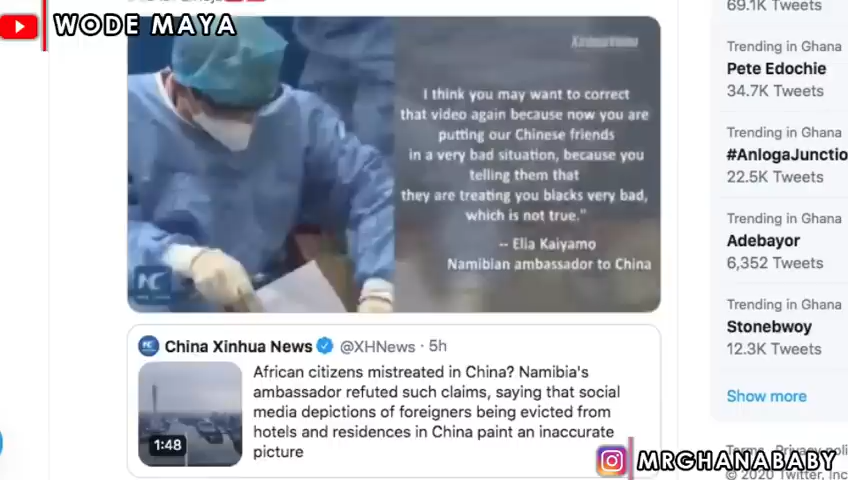 WODE MAYA
XinhuaVideo
I think you may want to correct
that video again because now you are
putting our Chinese friends
in a very bad situation, because you
telling them that
they are treating you blacks very bad,
which is not true."
-- Elia Kaiyamo
Namibian ambassador to China
China Xinhua News @XHNews · 5h
African citizens mistreated in China? Namibia's
ambassador refuted such claims, saying that social
media depictions of foreigners being evicted from
hotels and residences in China paint an inaccurate
picture
1:48
69.1K Tweets
Trending in Ghana
Pete Edochie
34.7K Tweets
Trending in Ghana
#AnlogaJunctio
22.5K Tweets
Trending in Ghana
Adebayor
6,352 Tweets
Trending in Ghana
Stonebwoy
12.3K Tweets
Show more
Terms Privacy poli
© 2020 Twitter, Inc
MRGHANABABY